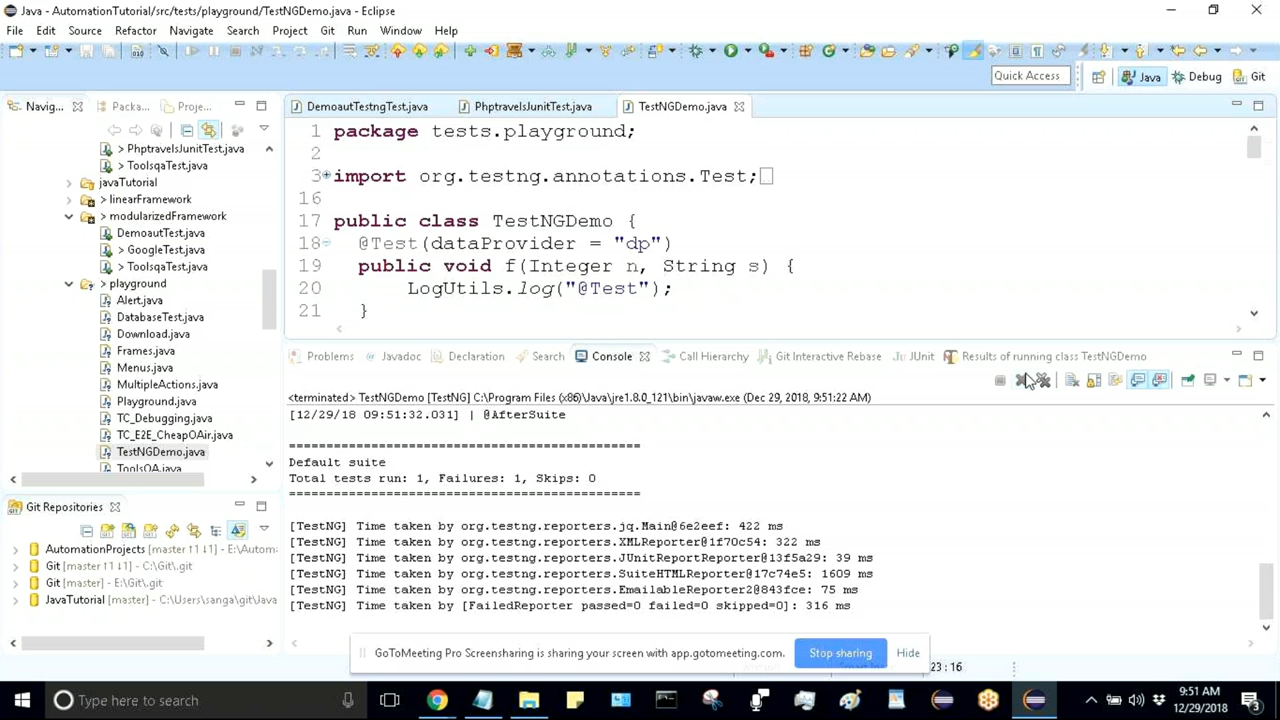 Java - AutomationTutorial/src/tests/playground/TestNGDemo.java - Eclipse
File Edit Source Refactor Navigate Search Project Git Run Window Help
Quick Access
Java
Debug
Git
Navig...
Packa...
Proje...
DemoautTestngTest.java
PhptravelsJunitTest.java
TestNGDemo.java
> PhptravelsJunitTest.java
> ToolsqaTest.java
javaTutorial
> linearFramework
> modularizedFramework
DemoautTest.java
> GoogleTest.java
> ToolsqaTest.java
> playground
Alert.java
DatabaseTest.java
Download.java
Frames.java
Menus.java
MultipleActions.java
Playground.java
TC_Debugging.java
TC_E2E_CheapOAir.java
TestNGDemo.java
ToolsQA.java
1 package tests.playground;
2
3 import org.testng.annotations.Test;
16
17 public class TestNGDemo {
18 @Test(dataProvider = "dp")
19 public void f(Integer n, String s) {
20 LogUtils.log("@Test");
21 }
Problems
Javadoc
Declaration
Search
Console
Call Hierarchy
Git Interactive Rebase
JUnit
Results of running class TestNGDemo
<terminated> TestNGDemo [TestNG] C:\Program Files (x86)\Java\jre1.8.0_121\bin\javaw.exe (Dec 29, 2018, 9:51:22 AM)
[12/29/18 09:51:32.031] | @AfterSuite
===============================================
Default suite
Total tests run: 1, Failures: 1, Skips: 0
===============================================
[TestNG] Time taken by org.testng.reporters.jq.Main@6e2eef: 422 ms
[TestNG] Time taken by org.testng.reporters.XMLReporter@1f70c54: 322 ms
[TestNG] Time taken by org.testng.reporters.JUnitReportReporter@13f5a29: 39 ms
[TestNG] Time taken by org.testng.reporters.SuiteHTMLReporter@17c74e5: 1609 ms
[TestNG] Time taken by org.testng.reporters.EmailableReporter2@843fce: 75 ms
[TestNG] Time taken by [FailedReporter passed=0 failed=0 skipped=0]: 316 ms
Git Repositories
AutomationProjects [master ↑1 ↓1] - E:\Autom
Git [master ↑1 ↓1] - C:\Git\.git
Git [master] - E:\Git\.git
JavaTutorial [master] - C:\Users\sanga\git\Java
GoToMeeting Pro Screensharing is sharing your screen with app.gotomeeting.com.
Stop sharing
Hide
23 : 16
Type here to search
9:51 AM
12/29/2018
3